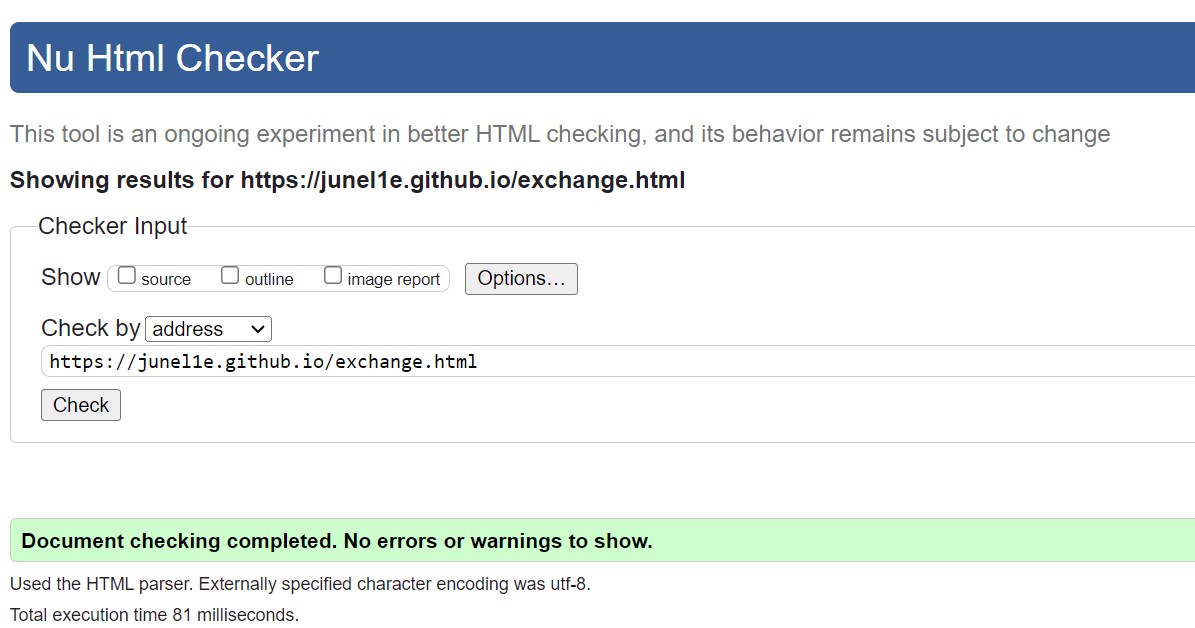 Nu Html Checker
This tool is an ongoing experiment in better HTML checking, and its behavior remains subject to change
Showing results for https://junel1e.github.io/exchange.html
Checker Input
Show source outline image report Options...
Check by address
https://junel1e.github.io/exchange.html
Check
Document checking completed. No errors or warnings to show.
Used the HTML parser. Externally specified character encoding was utf-8.
Total execution time 81 milliseconds.